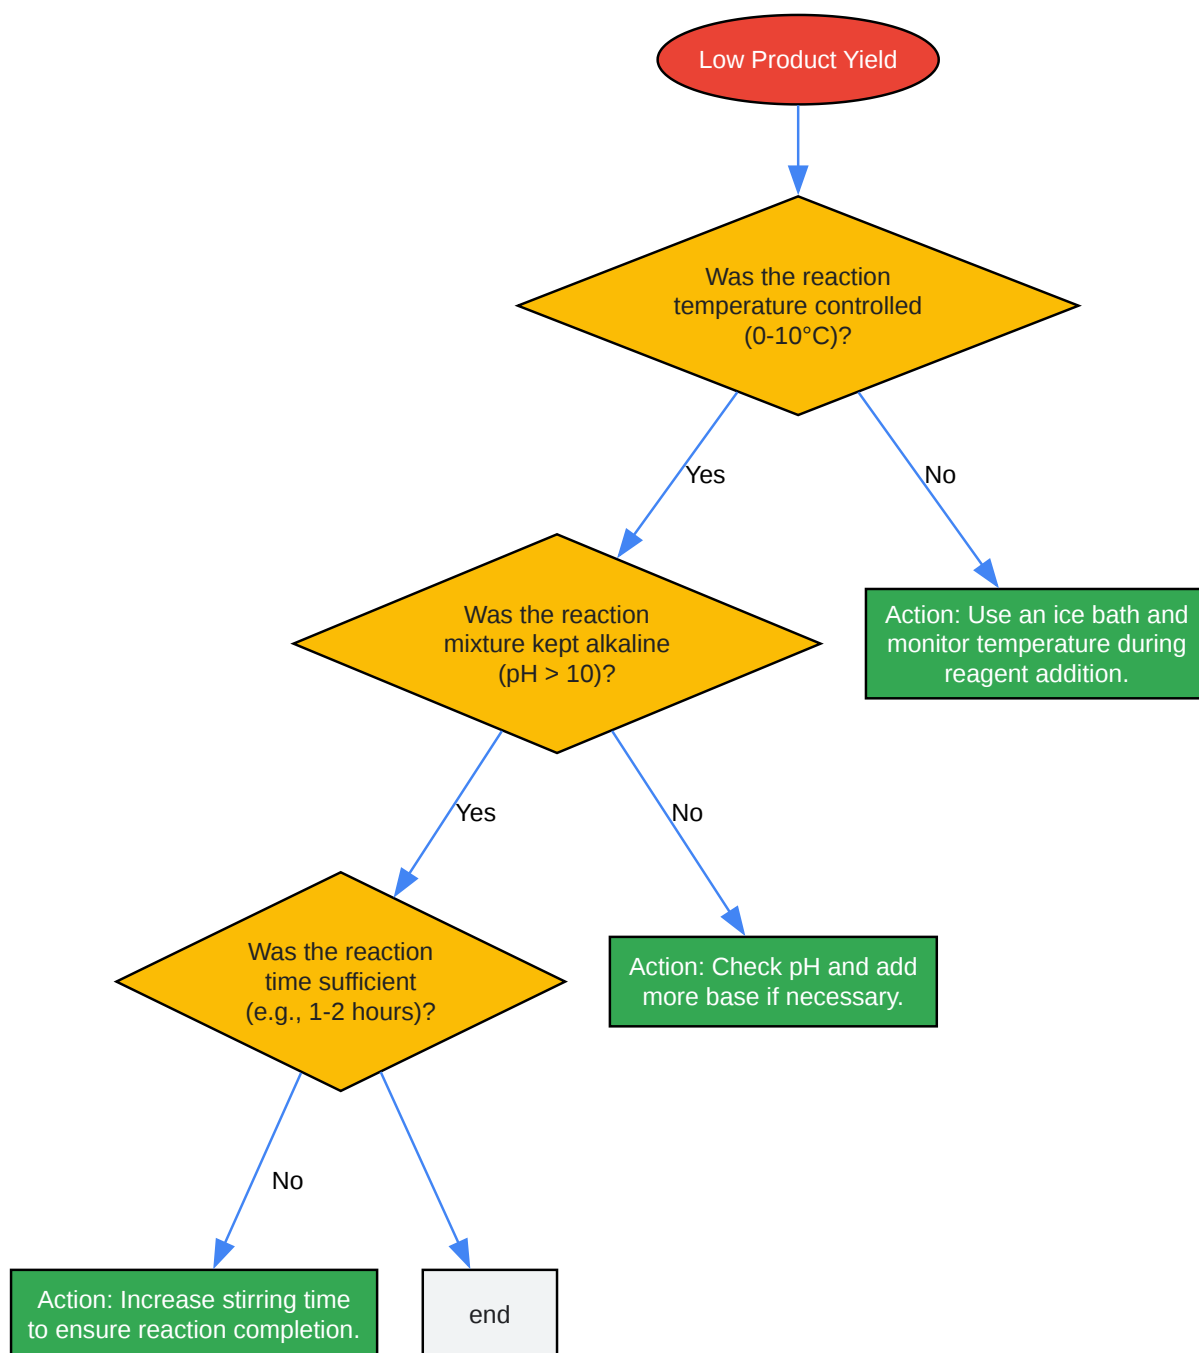 Low Product Yield
Was the reaction
temperature controlled
(0-10°C)?
Yes
No
Was the reaction
mixture kept alkaline
(pH > 10)?
Action: Use an ice bath and
monitor temperature during
reagent addition.
Yes
No
Was the reaction
time sufficient
(e.g., 1-2 hours)?
Action: Check pH and add
more base if necessary.
No
Action: Increase stirring time
to ensure reaction completion.
end